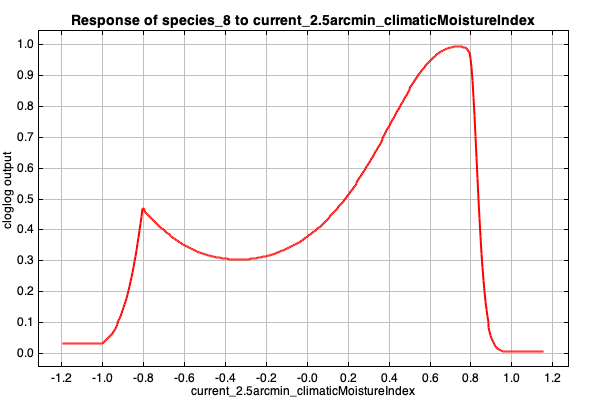 Response of species_8 to current_2.5arcmin_climaticMoistureIndex
1.0
0.9
0.8
0.7
0.6
0.5
0.4
0.3
0.2
0.1
0.0
cloglog output
-1.2 -1.0 -0.8 -0.6 -0.4 -0.2 -0.0 0.2 0.4 0.6 0.8 1.0 1.2
current_2.5arcmin_climaticMoistureIndex